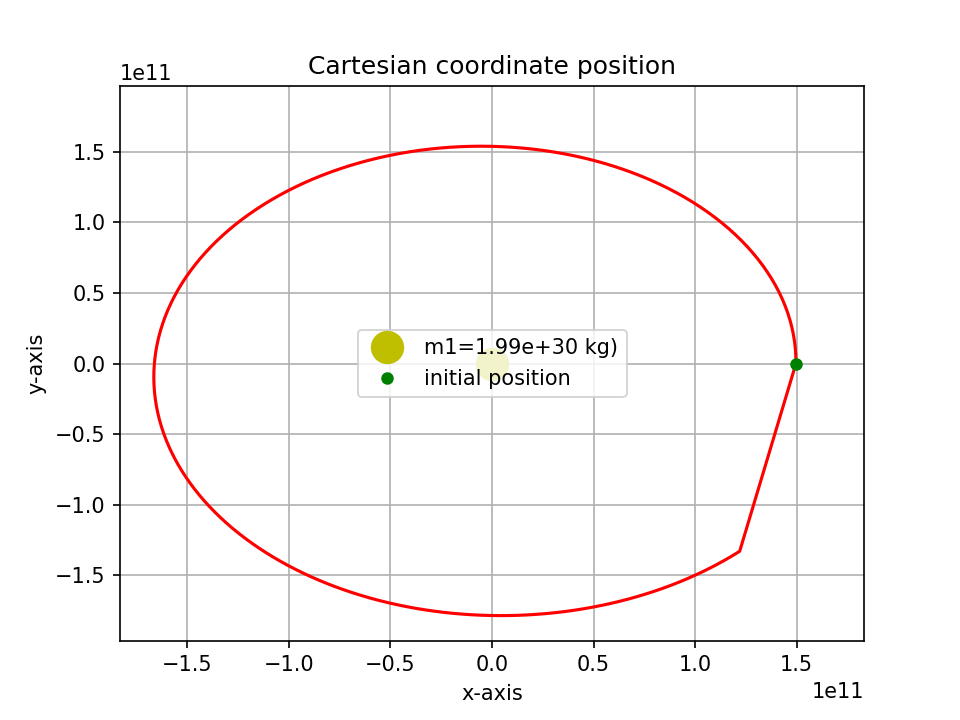 Cartesian coordinate position
1e11
1.5
1.0
0.5
0.0
−0.5
−1.0
−1.5
y-axis
m1=1.99e+30 kg)
initial position
−1.5 −1.0 −0.5 0.0 0.5 1.0 1.5
x-axis
1e11